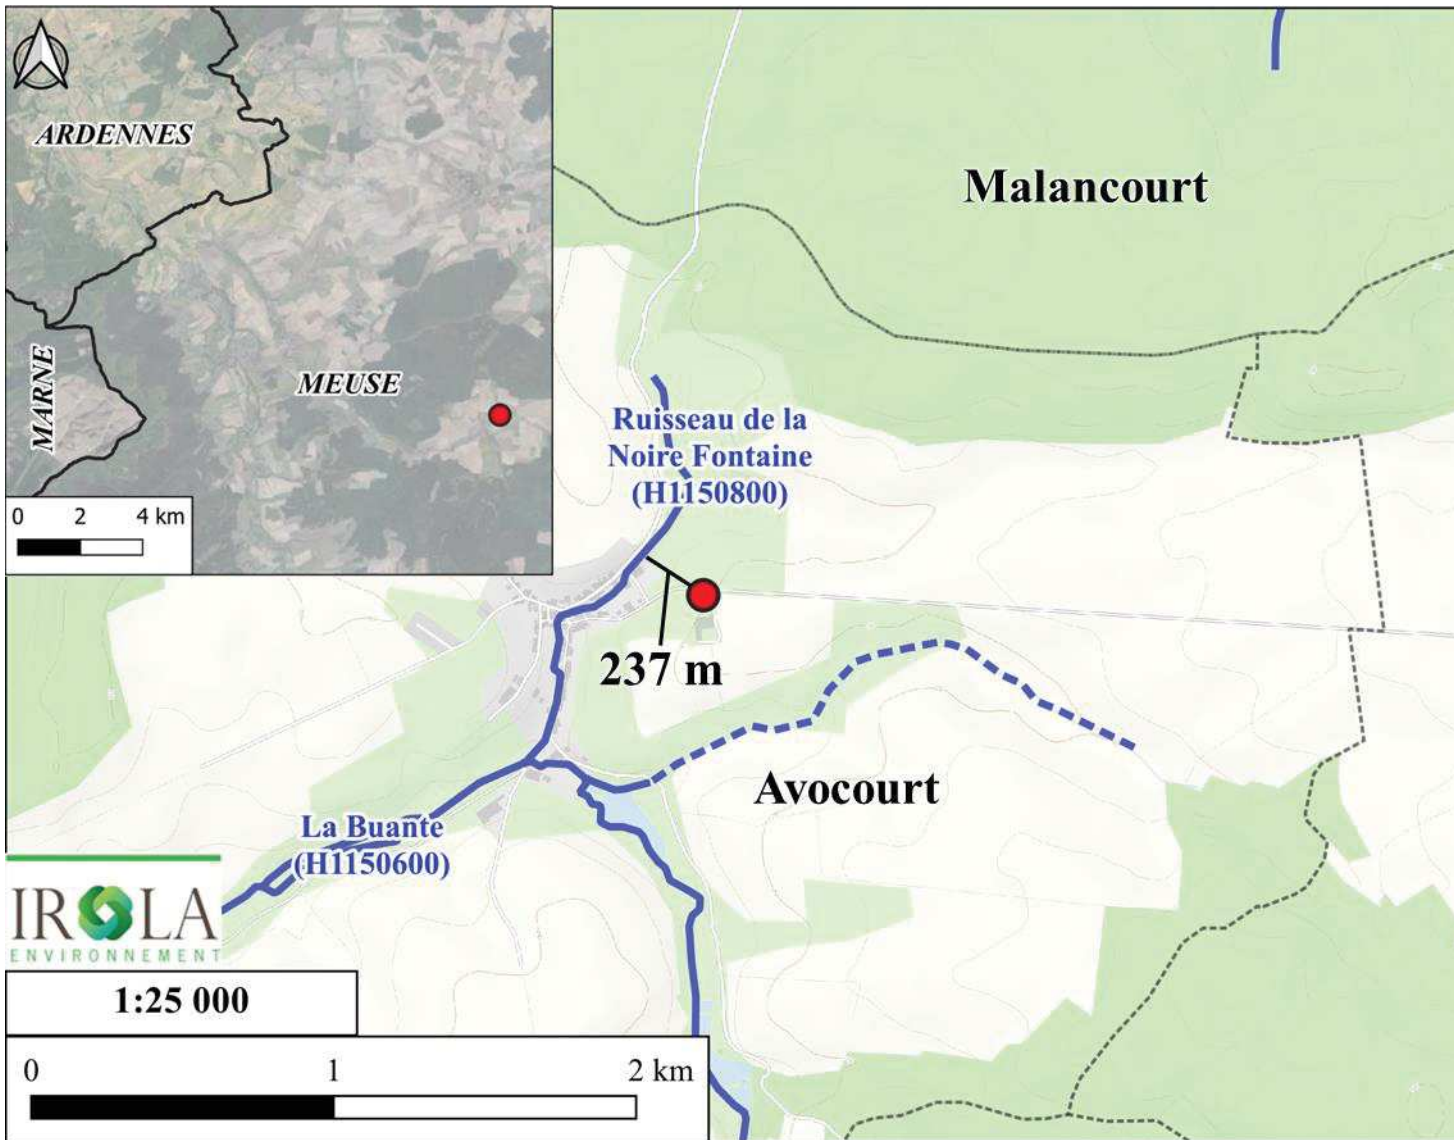 ARDENNES
MARNE
MEUSE
0 2 4 km
Malancourt
Ruisseau de la
Noire Fontaine
(H1150800)
237 m
Avocourt
La Buante
(H1150600)
IROLA
ENVIRONNEMENT
1:25 000
0 1 2 km